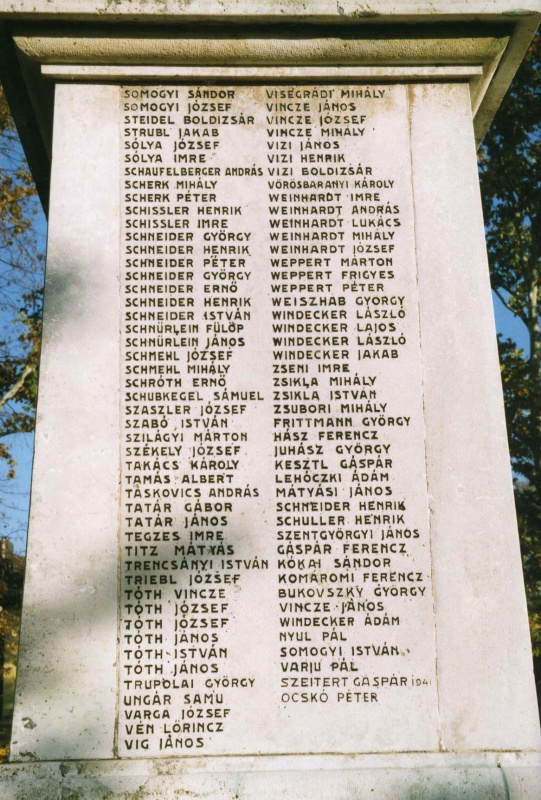 SOMOGYI SÁNDOR
SOMOGYI JÓZSEF
STEIDEL BOLDIZSÁR
STRUBL JAKAB
SÓLYA JÓZSEF
SÓLYA IMRE
SCHAUFELBERGER ANDRÁS
SCHERK MIHÁLY
SCHERK PÉTER
SCHISSLER HENRIK
SCHISSLER IMRE
SCHNEIDER GYÖRGY
SCHNEIDER HENRIK
SCHNEIDER PÉTER
SCHNEIDER GYÖRGY
SCHNEIDER ERNŐ
SCHNEIDER HENRIK
SCHNEIDER ISTVÁN
SCHNÜRLEIN FÜLÖP
SCHNÜRLEIN JÁNOS
SCHMEHL JÓZSEF
SCHMEHL MIHÁLY
SCHRÓTH ERNŐ
SCHUBKEGEL SÁMUEL
SZASZLER JÓZSEF
SZABÓ ISTVÁN
SZILÁGYI MÁRTON
SZÉKELY JÓZSEF
TAKÁCS KÁROLY
TAMÁS ALBERT
TÁSKOVICS ANDRÁS
TATÁR GÁBOR
TATÁR JÁNOS
TEGZES IMRE
TITZ MÁTYÁS
TRENCSÁNYI ISTVÁN
TRIEBL JÓZSEF
TÓTH VINCZE
TÓTH JÓZSEF
TÓTH JÓZSEF
TÓTH JÁNOS
TÓTH ISTVÁN
TÓTH JÁNOS
TRUPOLAI GYÖRGY
UNGÁR SAMU
VARGA JÓZSEF
VÉN LŐRINCZ
VIG JÁNOS
VISEGRÁDI MIHÁLY
VINCZE JÁNOS
VINCZE JÓZSEF
VINCZE MIHÁLY
VIZI JÁNOS
VIZI HENRIK
VIZI BOLDIZSÁR
VÖRÖSBARANYI KÁROLY
WEINHARDT IMRE
WEINHARDT ANDRÁS
WEINHARDT LUKÁCS
WEINHARDT MIHÁLY
WEINHARDT JÓZSEF
WEPPERT MÁRTON
WEPPERT FRIGYES
WEPPERT PÉTER
WEISZHAB GYÖRGY
WINDECKER LÁSZLÓ
WINDECKER LAJOS
WINDECKER LÁSZLÓ
WINDECKER JAKAB
ZSENI IMRE
ZSIKLA MIHÁLY
ZSIKLA ISTVÁN
ZSUBORI MIHÁLY
FRITTMANN GYÖRGY
HÁSZ FERENCZ
JUHÁSZ GYÖRGY
KESZTL GÁSPÁR
LEHÓCZKI ÁDÁM
MÁTYÁSI JÁNOS
SCHNEIDER HENRIK
SCHULLER HENRIK
SZENTGYÖRGYI JÁNOS
GÁSPÁR FERENCZ
KÓKAI SÁNDOR
KOMÁROMI FERENCZ
BUKOVSZKY GYÖRGY
VINCZE JÁNOS
WINDECKER ÁDÁM
NYUL PÁL
SOMOGYI ISTVÁN
VARJU PÁL
SZEITERT GÁSPÁR 1941
OCSKÓ PÉTER